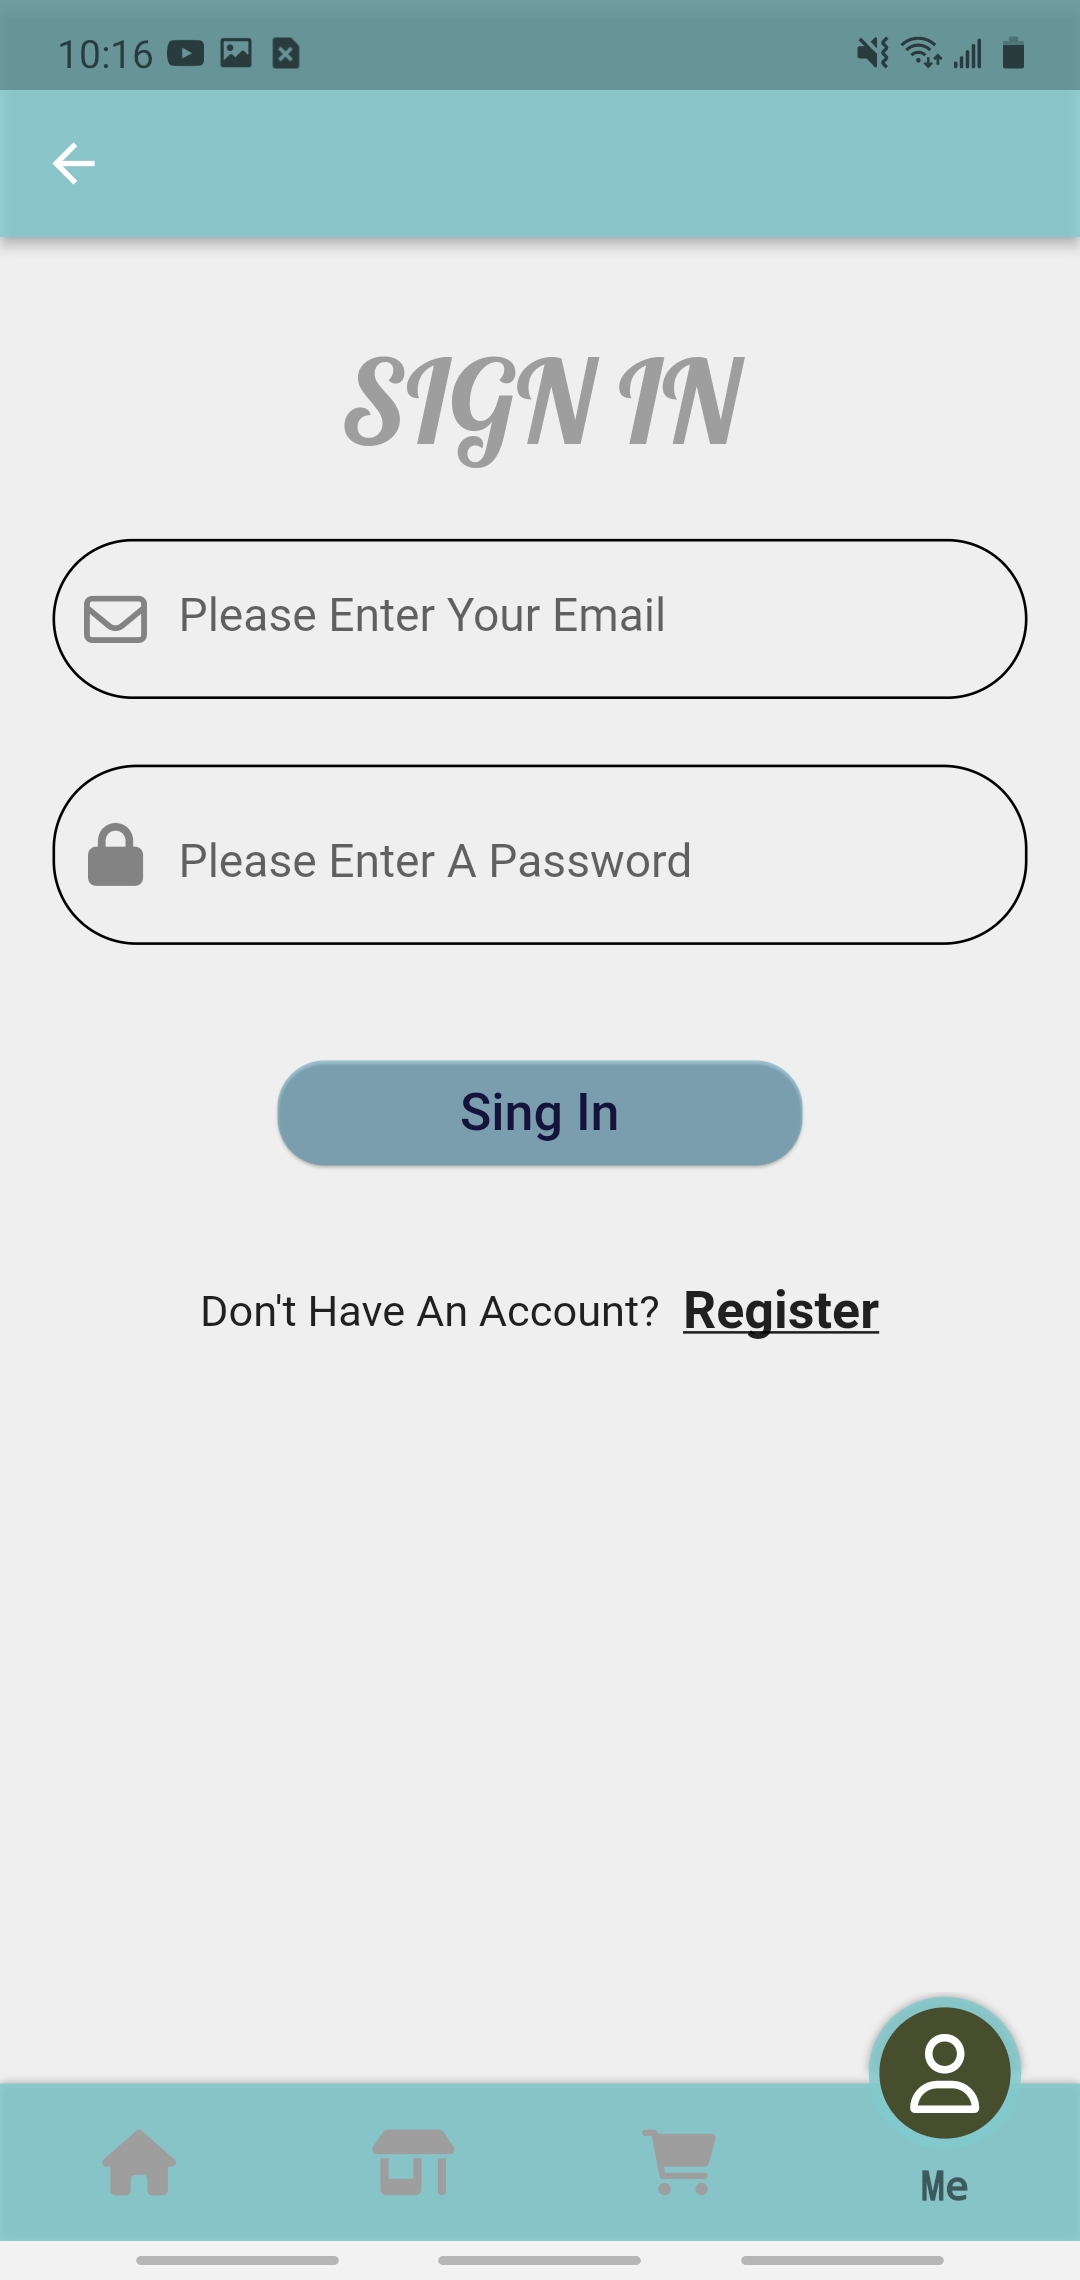 10:16
SIGN IN
Please Enter Your Email
Please Enter A Password
Sing In
Don't Have An Account? Register
Me